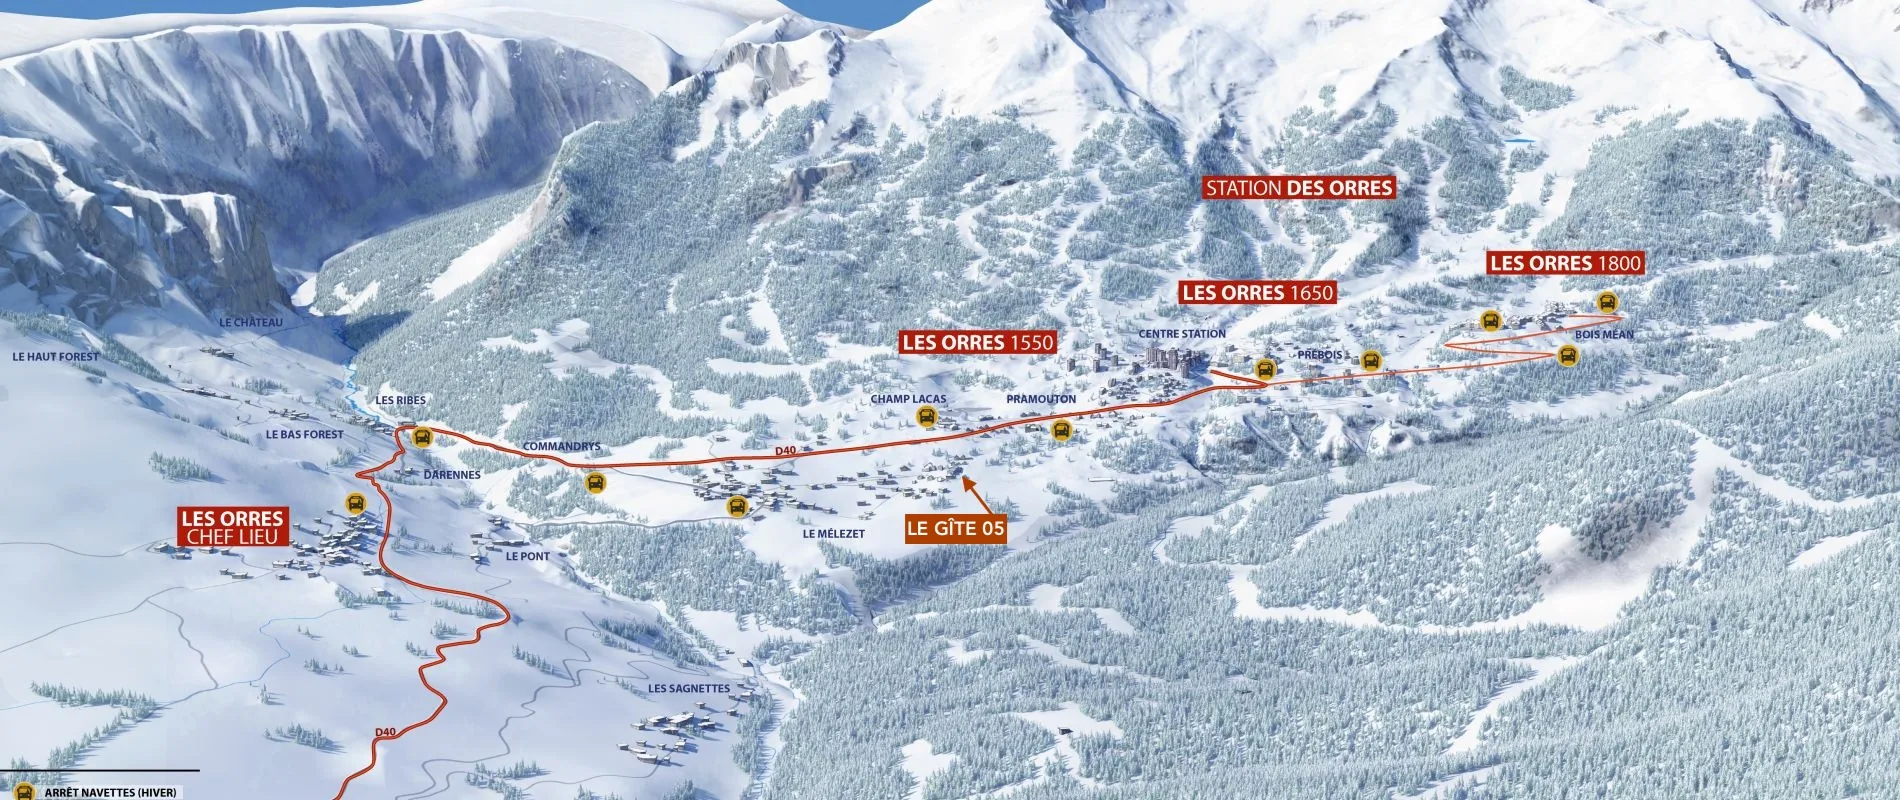 STATION DES ORRES
LES ORRES 1800
LES ORRES 1650
LE CHÂTEAU
CENTRE STATION
BOIS MÉAN
LES ORRES 1550
LE HAUT FOREST
PRÉBOIS
LES RIBES
CHAMP LACAS
PRAMOUTON
LE BAS FOREST
COMMANDRYS
D40
DARENNES
LES ORRES
CHEF LIEU
LE GÎTE 05
LE MÉLEZET
LE PONT
LES SAGNETTES
D40
ARRÊT NAVETTES (HIVER)